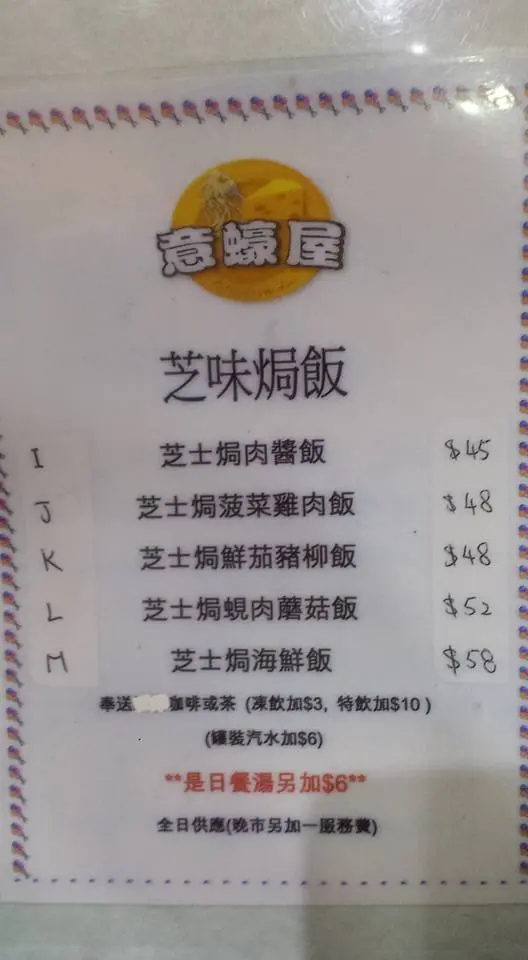 意蠔屋
芝味焗飯
I 芝士焗肉醬飯 $45
J 芝士焗菠菜雞肉飯 $48
K 芝士焗鮮茄豬柳飯 $48
L 芝士焗蜆肉蘑菇飯 $52
M 芝士焗海鮮飯 $58
奉送 咖啡或茶 (凍飲加$3, 特飲加$10 )
(罐裝汽水加$6)
**是日餐湯另加$6**
全日供應(晚市另加一服務費)